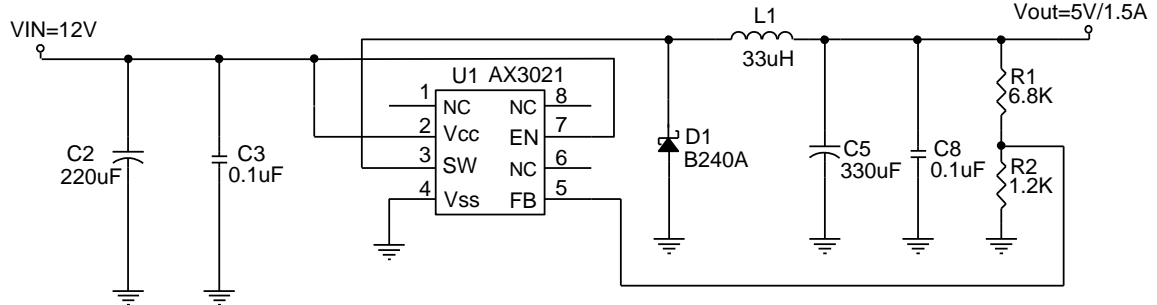 VIN=12V
Vout=5V/1.5A
L1
33uH
U1 AX3021
1 NC NC 8
2 Vcc EN 7
3 SW NC 6
4 Vss FB 5
C2
220uF
C3
0.1uF
D1
B240A
C5
330uF
C8
0.1uF
R1
6.8K
R2
1.2K